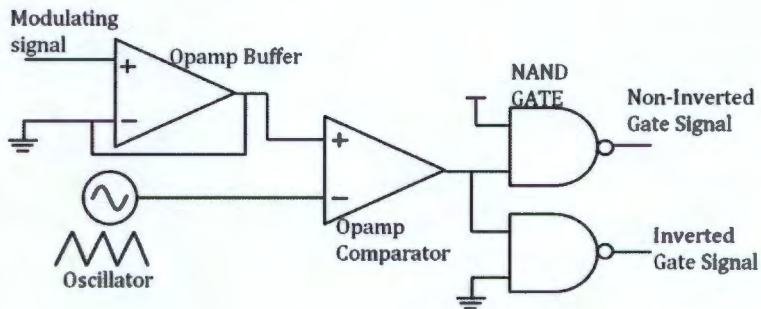 Modulating
signal
Opamp Buffer
NAND
GATE
Non-Inverted
Gate Signal
Opamp
Comparator
Oscillator
Inverted
Gate Signal